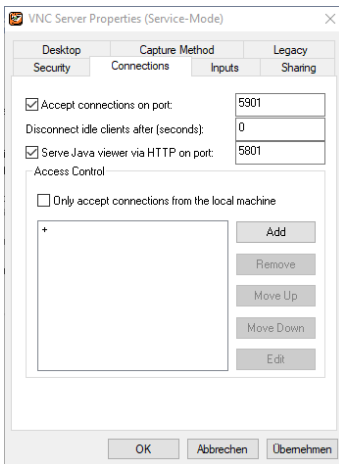 VNC Server Properties (Service-Mode)
Desktop Capture Method Legacy
Security Connections Inputs Sharing
Accept connections on port: 5901
Disconnect idle clients after (seconds): 0
Serve Java viewer via HTTP on port: 5801
Access Control
Only accept connections from the local machine
+
Add
Remove
Move Up
Move Down
Edit
OK Abbrechen Übernehmen